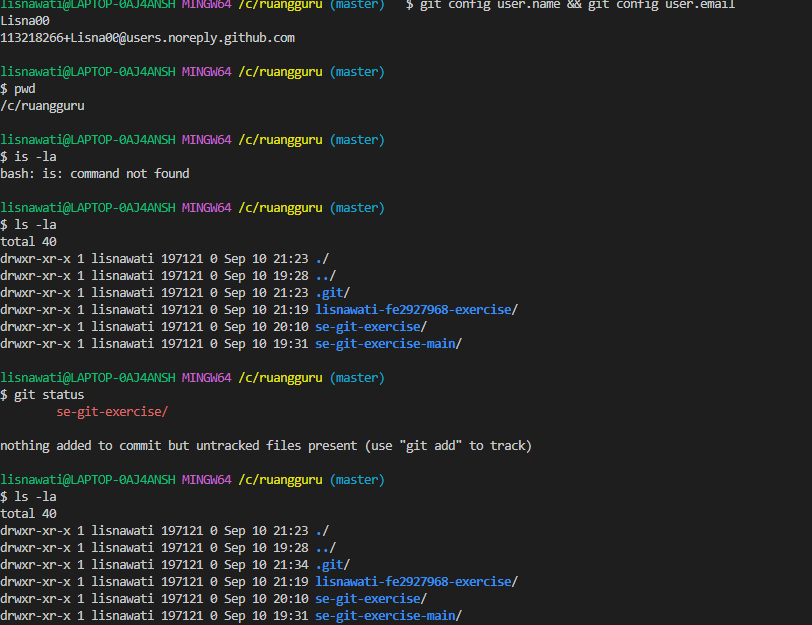 lisnawati@LAPTOP-0AJ4ANSH MINGW64 /c/ruangguru (master)   $ git config user.name && git config user.email
Lisna00
113218266+Lisna00@users.noreply.github.com
lisnawati@LAPTOP-0AJ4ANSH MINGW64 /c/ruangguru (master)
$ pwd
/c/ruangguru
lisnawati@LAPTOP-0AJ4ANSH MINGW64 /c/ruangguru (master)
$ is -la
bash: is: command not found
lisnawati@LAPTOP-0AJ4ANSH MINGW64 /c/ruangguru (master)
$ ls -la
total 40
drwxr-xr-x 1 lisnawati 197121 0 Sep 10 21:23 ./
drwxr-xr-x 1 lisnawati 197121 0 Sep 10 19:28 ../
drwxr-xr-x 1 lisnawati 197121 0 Sep 10 21:23 .git/
drwxr-xr-x 1 lisnawati 197121 0 Sep 10 21:19 lisnawati-fe2927968-exercise/
drwxr-xr-x 1 lisnawati 197121 0 Sep 10 20:10 se-git-exercise/
drwxr-xr-x 1 lisnawati 197121 0 Sep 10 19:31 se-git-exercise-main/
lisnawati@LAPTOP-0AJ4ANSH MINGW64 /c/ruangguru (master)
$ git status
        se-git-exercise/
nothing added to commit but untracked files present (use "git add" to track)
lisnawati@LAPTOP-0AJ4ANSH MINGW64 /c/ruangguru (master)
$ ls -la
total 40
drwxr-xr-x 1 lisnawati 197121 0 Sep 10 21:23 ./
drwxr-xr-x 1 lisnawati 197121 0 Sep 10 19:28 ../
drwxr-xr-x 1 lisnawati 197121 0 Sep 10 21:34 .git/
drwxr-xr-x 1 lisnawati 197121 0 Sep 10 21:19 lisnawati-fe2927968-exercise/
drwxr-xr-x 1 lisnawati 197121 0 Sep 10 20:10 se-git-exercise/
drwxr-xr-x 1 lisnawati 197121 0 Sep 10 19:31 se-git-exercise-main/